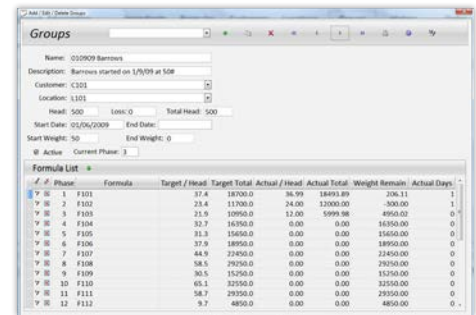 Add / Edit / Delete Groups
Groups
Name: 010909 Barrows
Description: Barrows started on 1/9/09 at 50#
Customer: C101
Location: L101
Head: 500 Loss: 0 Total Head: 500
Start Date: 01/06/2009 End Date:
Start Weight: 50 End Weight: 0
Active Current Phase: 3
Formula List
Phase Formula Target / Head Target Total Actual / Head Actual Total Weight Remain Actual Days
1 F101 37.4 18700.0 36.99 18493.89 206.11 1
2 F102 23.4 11700.0 24.00 12000.00 -300.00 1
3 F103 21.9 10950.0 12.00 5999.98 4950.02 0
4 F104 32.7 16350.0 0.00 0.00 16350.00 0
5 F105 31.3 15650.0 0.00 0.00 15650.00 0
6 F106 37.9 18950.0 0.00 0.00 18950.00 0
7 F107 44.9 22450.0 0.00 0.00 22450.00 0
8 F108 58.5 29250.0 0.00 0.00 29250.00 0
9 F109 30.5 15250.0 0.00 0.00 15250.00 0
10 F110 65.1 32550.0 0.00 0.00 32550.00 0
11 F111 58.7 29350.0 0.00 0.00 29350.00 0
12 F112 9.7 4850.0 0.00 0.00 4850.00 0